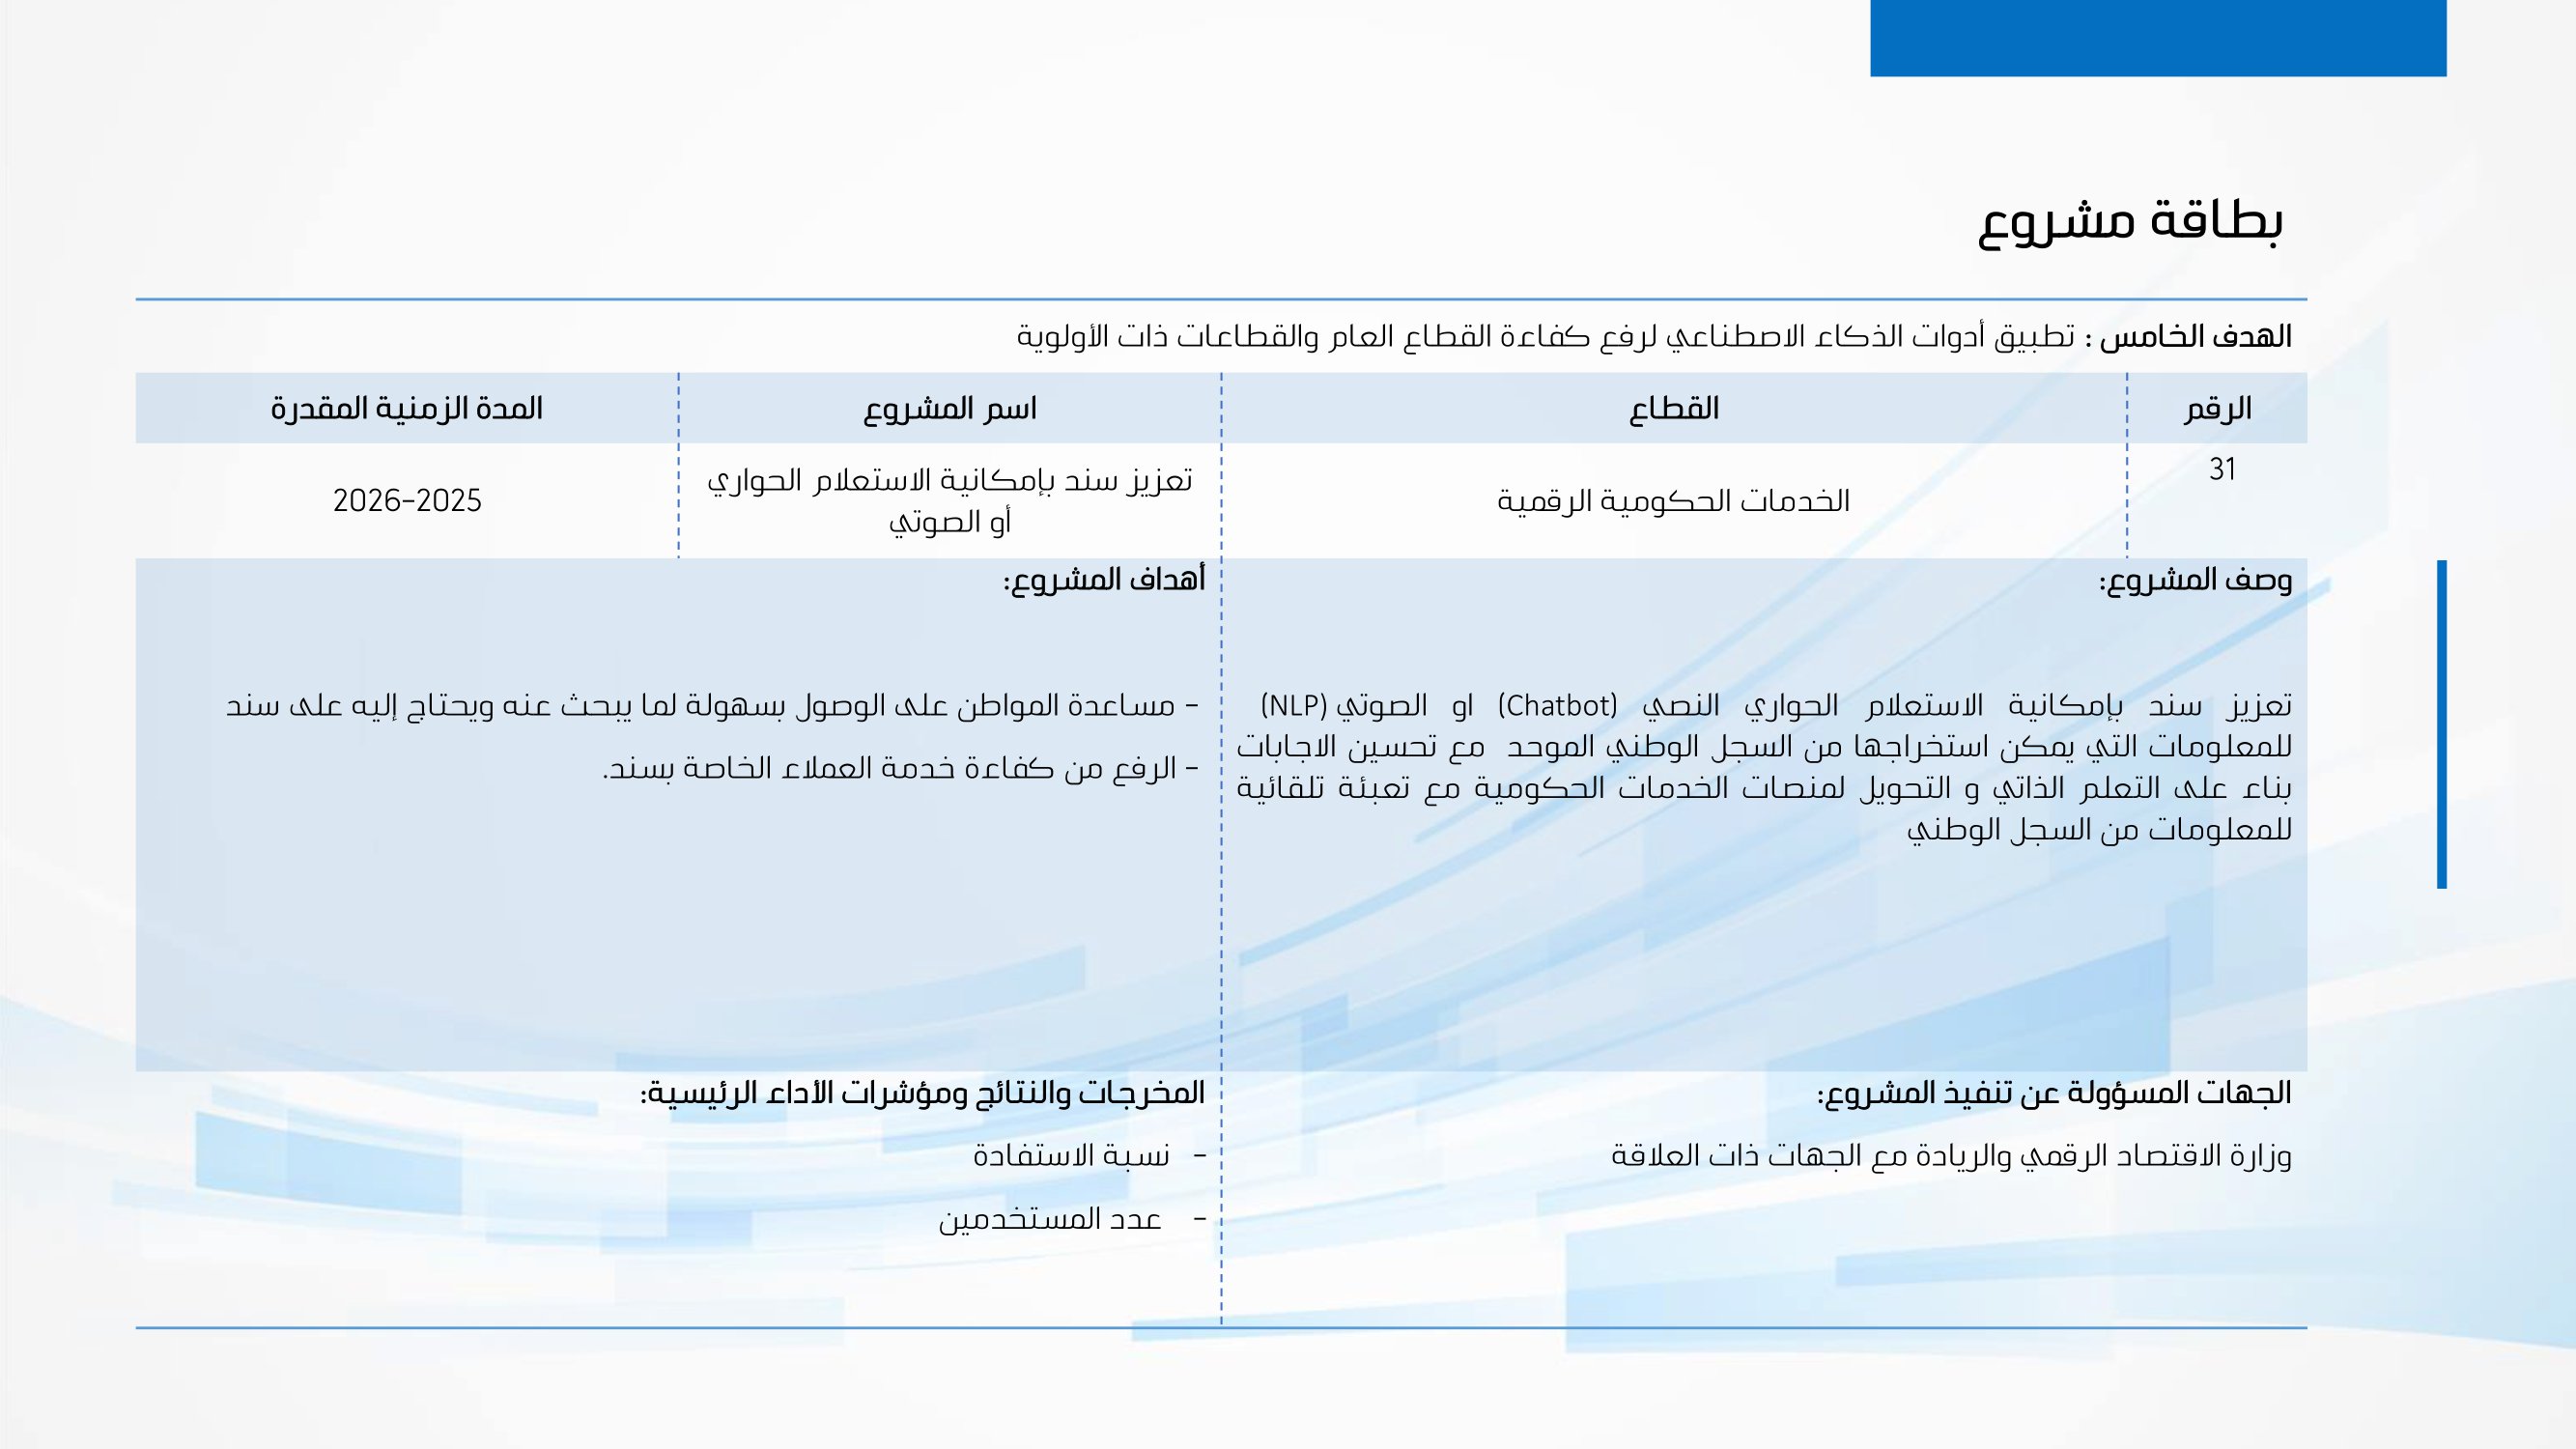 بطاقة مشروع
الهدف الخامس : تطبيق أدوات الذكاء الاصطناعي لرفع كفاءة القطاع العام والقطاعات ذات الأولوية
الرقم
القطاع
اسم المشروع
المدة الزمنية المقدرة
31
الخدمات الحكومية الرقمية
تعزيز سند بإمكانية الاستعلام الحواري
أو الصوتي
2025-2026
وصف المشروع:
تعزيز سند بإمكانية الاستعلام الحواري النصي (Chatbot) او الصوتي (NLP)
للمعلومات التي يمكن استخراجها من السجل الوطني الموحد مع تحسين الاجابات
بناء على التعلم الذاتي و التحويل لمنصات الخدمات الحكومية مع تعبئة تلقائية
للمعلومات من السجل الوطني
أهداف المشروع:
- مساعدة المواطن على الوصول بسهولة لما يبحث عنه ويحتاج إليه على سند
- الرفع من كفاءة خدمة العملاء الخاصة بسند.
الجهات المسؤولة عن تنفيذ المشروع:
وزارة الاقتصاد الرقمي والريادة مع الجهات ذات العلاقة
المخرجات والنتائج ومؤشرات الأداء الرئيسية:
- نسبة الاستفادة
- عدد المستخدمين